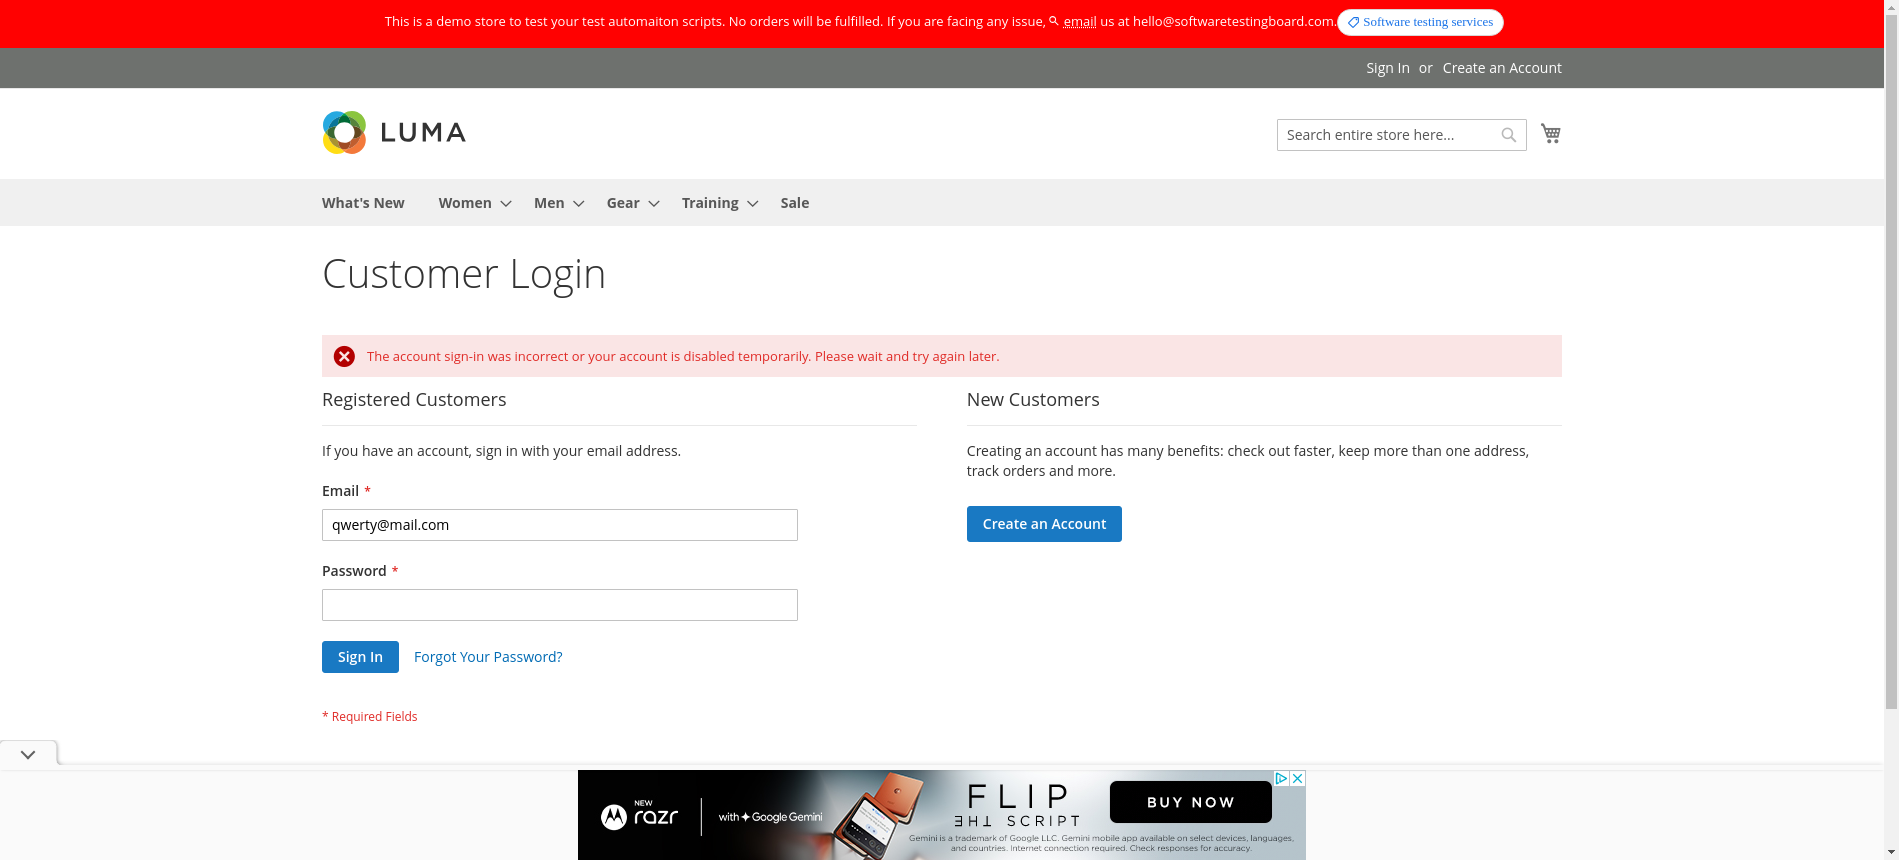 This is a demo store to test your test automaiton scripts. No orders will be fulfilled. If you are facing any issue, email us at hello@softwaretestingboard.com. Software testing services
Sign In or Create an Account
LUMA
Search entire store here...
What's New Women Men Gear Training Sale
Customer Login
The account sign-in was incorrect or your account is disabled temporarily. Please wait and try again later.
Registered Customers
If you have an account, sign in with your email address.
Email *
qwerty@mail.com
Password *
Sign In Forgot Your Password?
* Required Fields
New Customers
Creating an account has many benefits: check out faster, keep more than one address,
track orders and more.
Create an Account
NEW
razr
with Google Gemini
FLIP
THE SCRIPT
BUY NOW
Gemini is a trademark of Google LLC. Gemini mobile app available on select devices, languages,
and countries. Internet connection required. Check responses for accuracy.